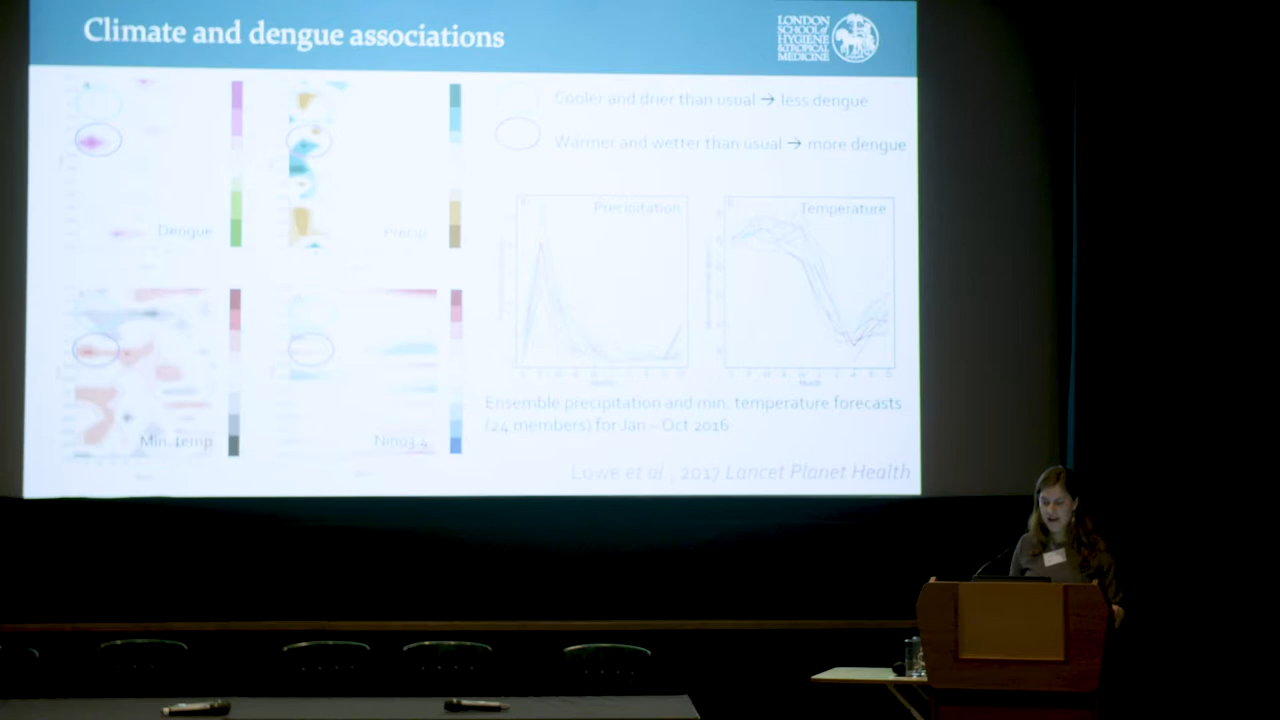 Climate and dengue associations
LONDON
SCHOOL of
HYGIENE
& TROPICAL
MEDICINE
Cooler and drier than usual → less dengue
Warmer and wetter than usual → more dengue
Dengue
Precip
Precipitation
Temperature
Month
Month
Min. temp
Nino3.4
Ensemble precipitation and min. temperature forecasts
(24 members) for Jan – Oct 2016
Lowe et al., 2017 Lancet Planet Health